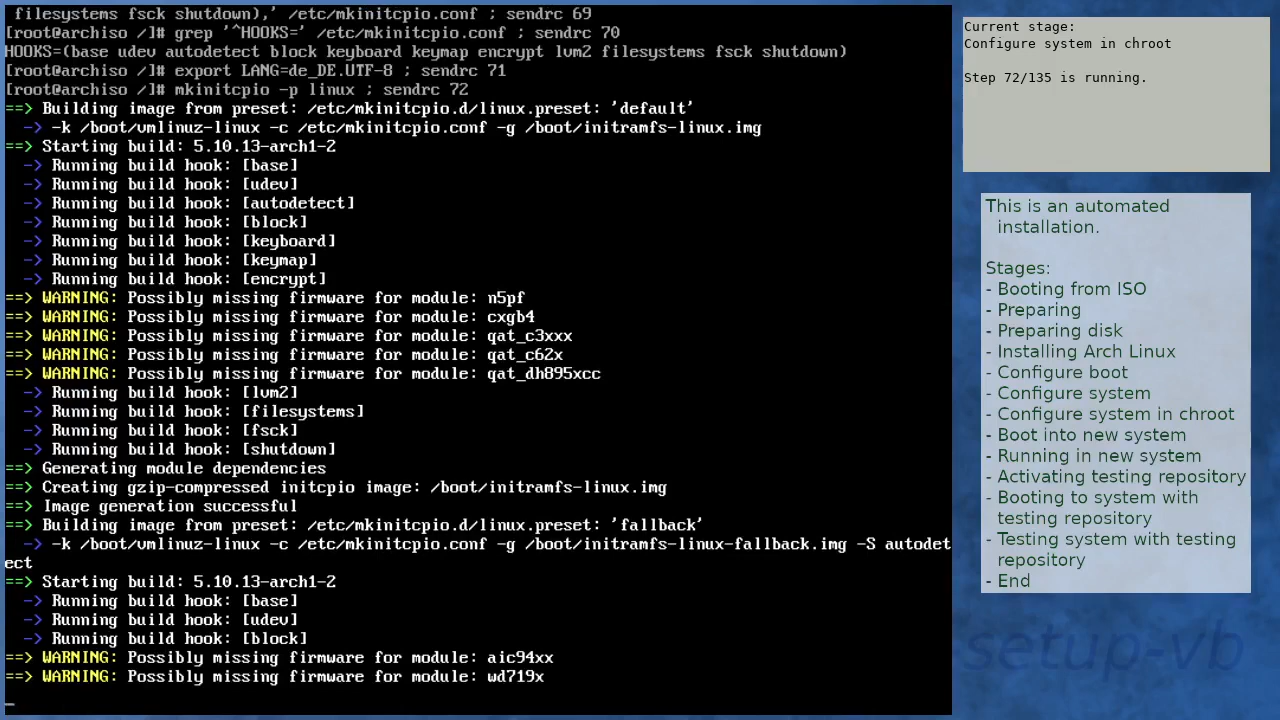 filesystems fsck shutdown),' /etc/mkinitcpio.conf ; sendrc 69
[root@archiso /]# grep '^HOOKS=' /etc/mkinitcpio.conf ; sendrc 70
HOOKS=(base udev autodetect block keyboard keymap encrypt lvm2 filesystems fsck shutdown)
[root@archiso /]# export LANG=de_DE.UTF-8 ; sendrc 71
[root@archiso /]# mkinitcpio -p linux ; sendrc 72
==> Building image from preset: /etc/mkinitcpio.d/linux.preset: 'default'
  -> -k /boot/vmlinuz-linux -c /etc/mkinitcpio.conf -g /boot/initramfs-linux.img
==> Starting build: 5.10.13-arch1-2
  -> Running build hook: [base]
  -> Running build hook: [udev]
  -> Running build hook: [autodetect]
  -> Running build hook: [block]
  -> Running build hook: [keyboard]
  -> Running build hook: [keymap]
  -> Running build hook: [encrypt]
==> WARNING: Possibly missing firmware for module: n5pf
==> WARNING: Possibly missing firmware for module: cxgb4
==> WARNING: Possibly missing firmware for module: qat_c3xxx
==> WARNING: Possibly missing firmware for module: qat_c62x
==> WARNING: Possibly missing firmware for module: qat_dh895xcc
  -> Running build hook: [lvm2]
  -> Running build hook: [filesystems]
  -> Running build hook: [fsck]
  -> Running build hook: [shutdown]
==> Generating module dependencies
==> Creating gzip-compressed initcpio image: /boot/initramfs-linux.img
==> Image generation successful
==> Building image from preset: /etc/mkinitcpio.d/linux.preset: 'fallback'
  -> -k /boot/vmlinuz-linux -c /etc/mkinitcpio.conf -g /boot/initramfs-linux-fallback.img -S autodet
ect
==> Starting build: 5.10.13-arch1-2
  -> Running build hook: [base]
  -> Running build hook: [udev]
  -> Running build hook: [block]
==> WARNING: Possibly missing firmware for module: aic94xx
==> WARNING: Possibly missing firmware for module: wd719x
_
Current stage:
Configure system in chroot
Step 72/135 is running.
This is an automated
installation.
Stages:
- Booting from ISO
- Preparing
- Preparing disk
- Installing Arch Linux
- Configure boot
- Configure system
- Configure system in chroot
- Boot into new system
- Running in new system
- Activating testing repository
- Booting to system with
testing repository
- Testing system with testing
repository
- End
setup-vb